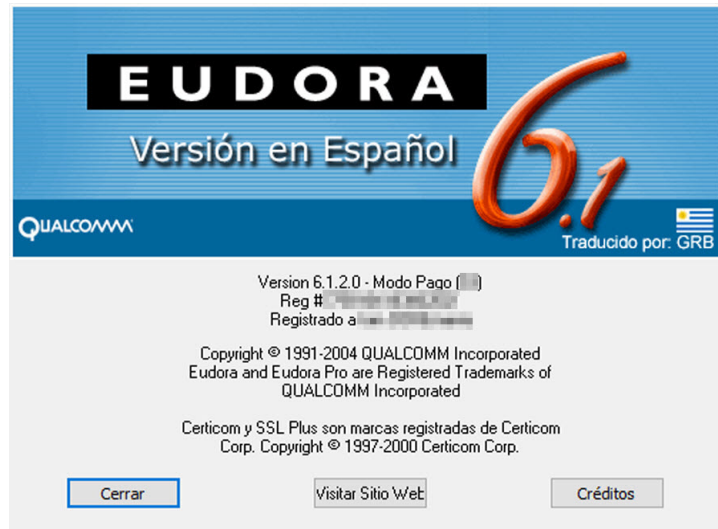 EUDORA
Versión en Español
6.1
QUALCOMM
Traducido por: GRB
Version 6.1.2.0 - Modo Pago (
)
Reg #
Registrado a
Copyright © 1991-2004 QUALCOMM Incorporated
Eudora and Eudora Pro are Registered Trademarks of
QUALCOMM Incorporated
Certicom y SSL Plus son marcas registradas de Certicom
Corp. Copyright © 1997-2000 Certicom Corp.
Cerrar
Visitar Sitio Web
Créditos